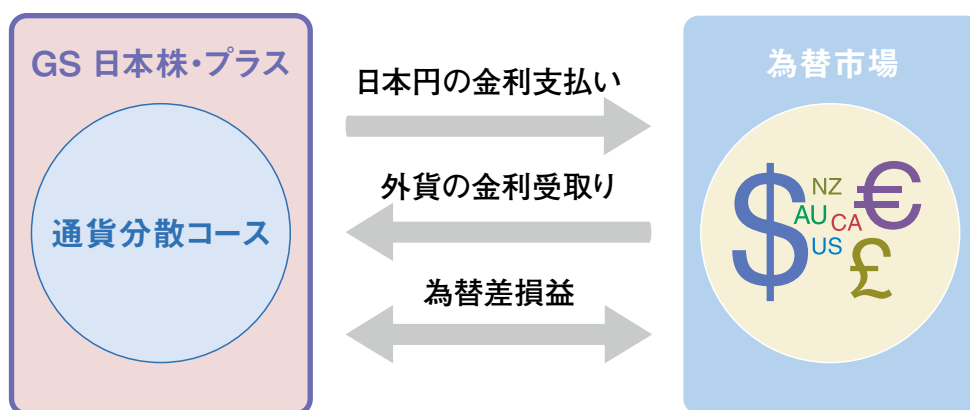 GS 日本株・プラス
通貨分散コース
日本円の金利支払い
外貨の金利受取り
為替差損益
為替市場
$
NZ
AU
CA
US
€
£